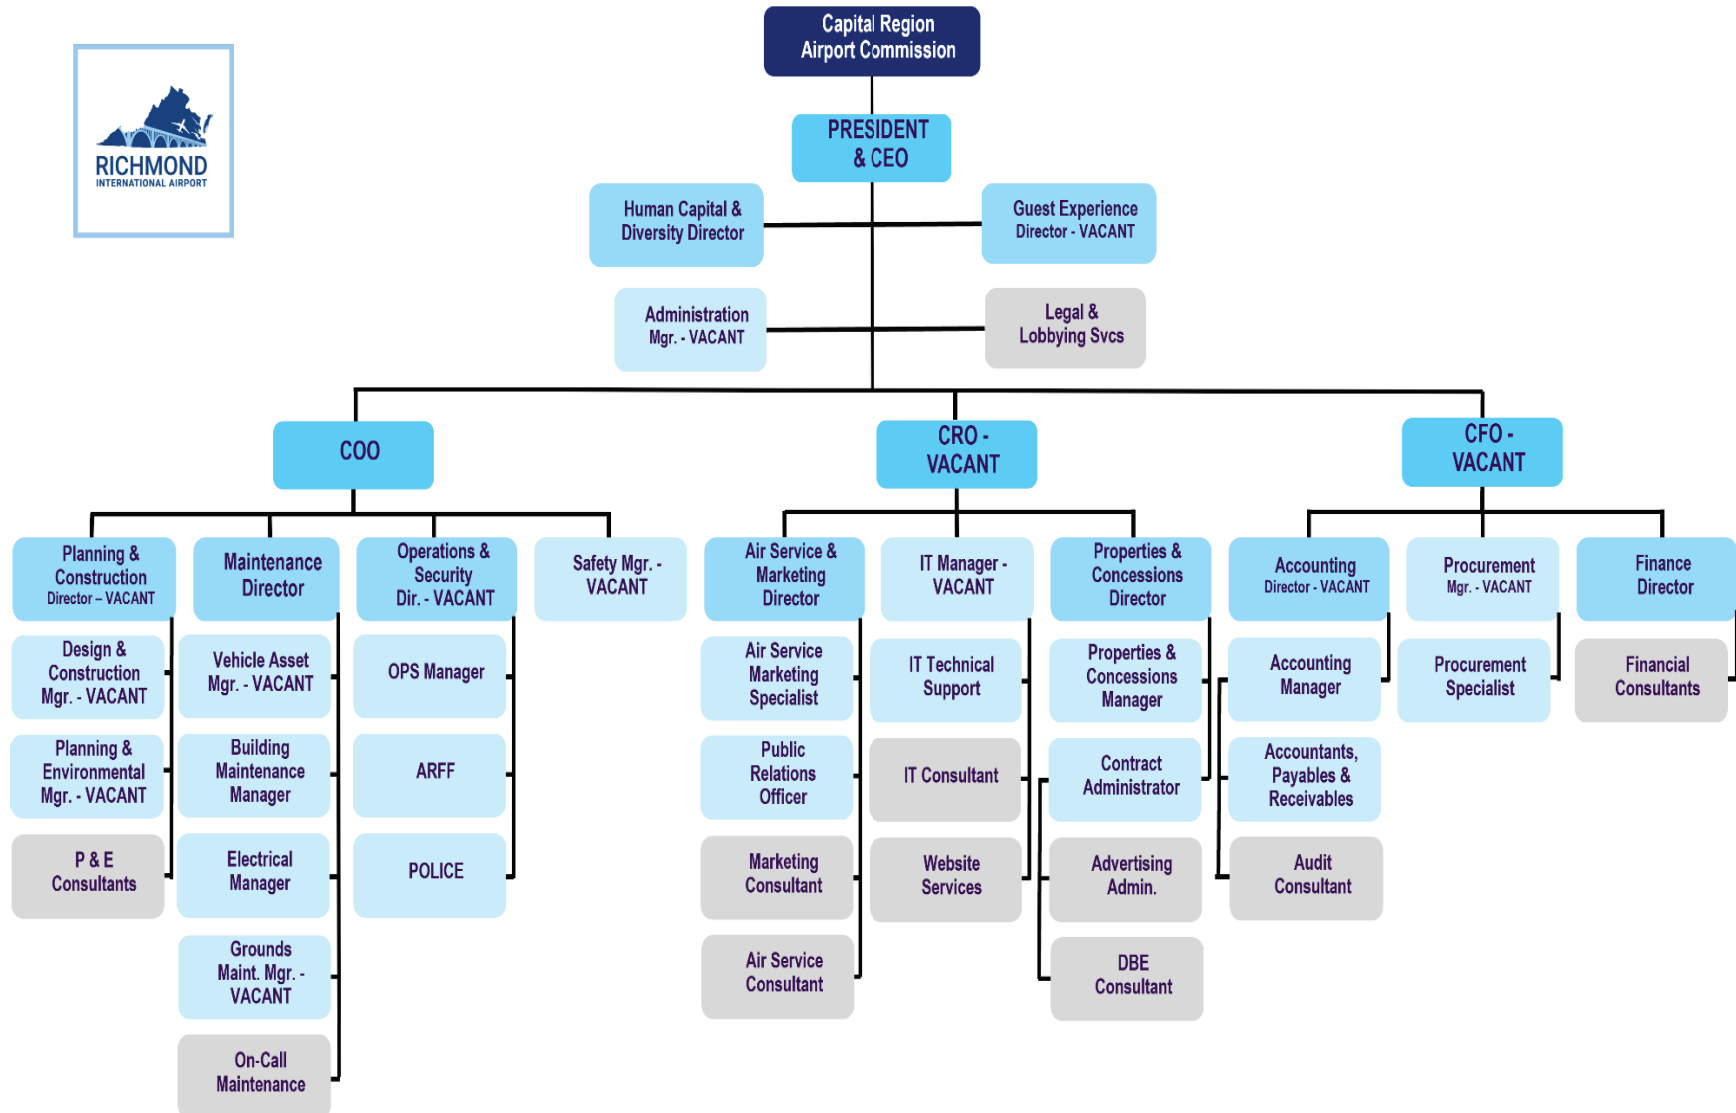 Capital Region
Airport Commission
RICHMOND
INTERNATIONAL AIRPORT
PRESIDENT
& CEO
Human Capital &
Diversity Director
Guest Experience
Director - VACANT
Administration
Mgr. - VACANT
Legal &
Lobbying Svcs
COO
CRO -
VACANT
CFO -
VACANT
Planning &
Construction
Director – VACANT
Maintenance
Director
Operations &
Security
Dir. - VACANT
Safety Mgr. -
VACANT
Air Service &
Marketing
Director
IT Manager -
VACANT
Properties &
Concessions
Director
Accounting
Director - VACANT
Procurement
Mgr. - VACANT
Finance
Director
Design &
Construction
Mgr. - VACANT
Vehicle Asset
Mgr. - VACANT
OPS Manager
Air Service
Marketing
Specialist
IT Technical
Support
Properties &
Concessions
Manager
Accounting
Manager
Procurement
Specialist
Financial
Consultants
Planning &
Environmental
Mgr. - VACANT
Building
Maintenance
Manager
ARFF
Public
Relations
Officer
IT Consultant
Contract
Administrator
Accountants,
Payables &
Receivables
P & E
Consultants
Electrical
Manager
POLICE
Marketing
Consultant
Website
Services
Advertising
Admin.
Audit
Consultant
Grounds
Maint. Mgr. -
VACANT
Air Service
Consultant
DBE
Consultant
On-Call
Maintenance